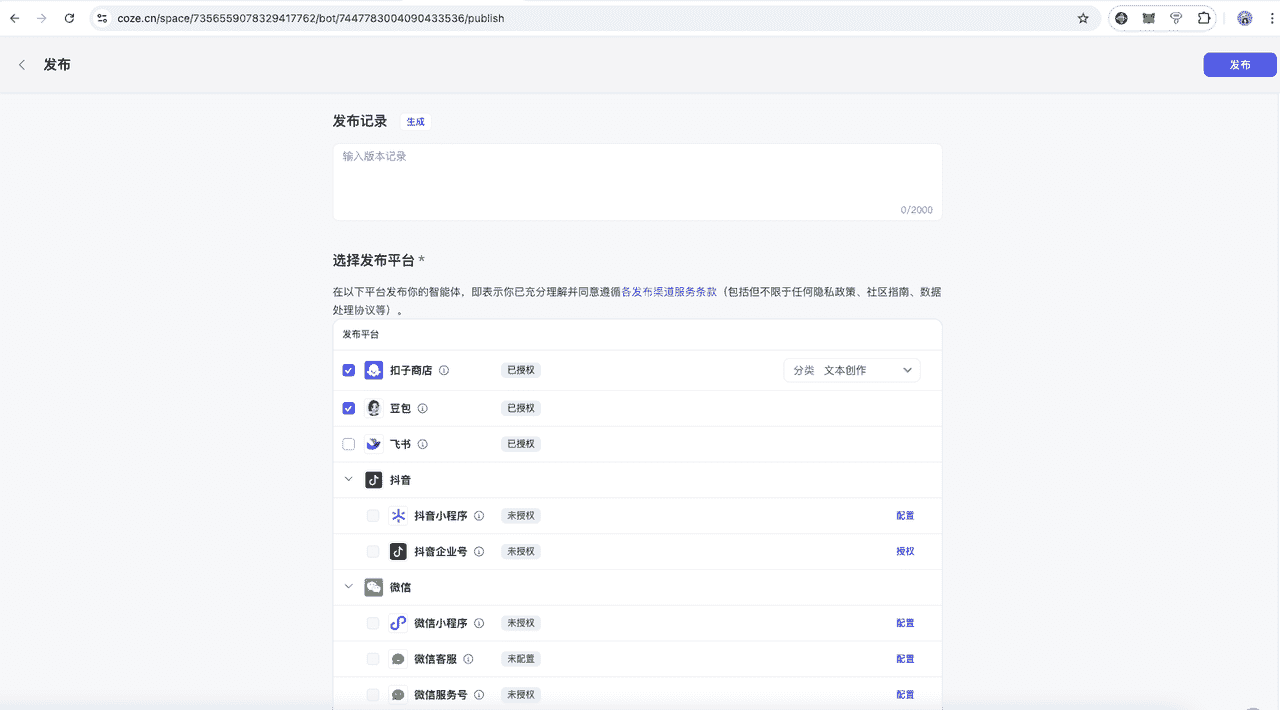 coze.cn/space/7356559078329417762/bot/7447783004090433536/publish
发布
发布
发布记录 生成
输入版本记录
0/2000
选择发布平台 *
在以下平台发布你的智能体，即表示你已充分理解并同意遵循各发布渠道服务条款（包括但不限于任何隐私政策、社区指南、数据
处理协议等）。
发布平台
扣子商店 已授权 分类 文本创作
豆包 已授权
飞书 已授权
抖音
抖音小程序 未授权 配置
抖音企业号 未授权 授权
微信
微信小程序 未授权 配置
微信客服 未配置 配置
微信服务号 未授权 配置